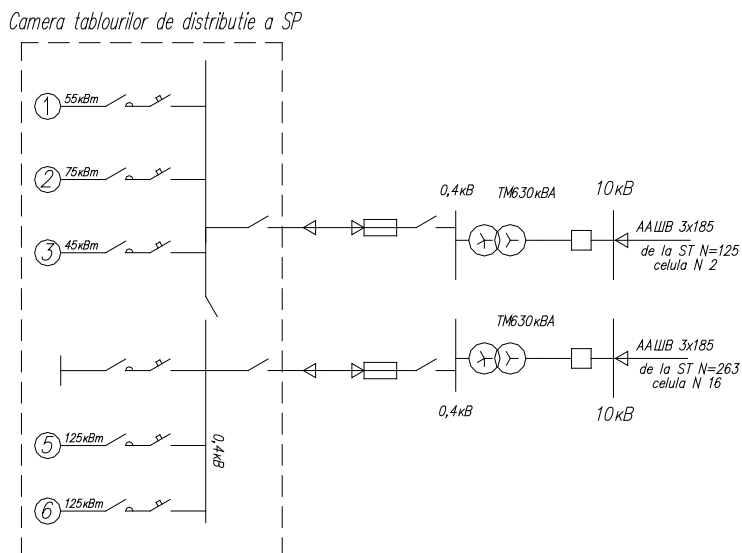 Camera tablourilor de distributie a SP
1
55кВт
2
75кВт
3
45кВт
5
125кВт
6
125кВт
0,4кВ
0,4кВ
ТМ630кВА
10кВ
ААШВ 3х185
de la ST N=125
celula N 2
ТМ630кВА
0,4кВ
10кВ
ААШВ 3х185
de la ST N=263
celula N 16